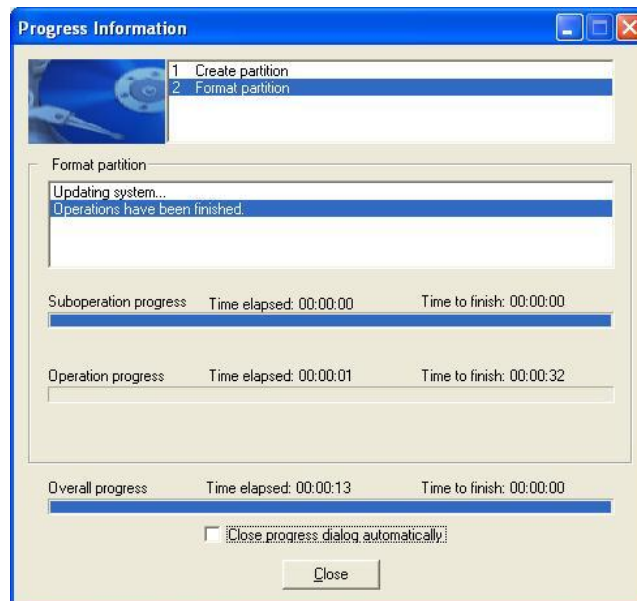 Progress Information
1 Create partition
2 Format partition
Format partition
Updating system...
Operations have been finished.
Suboperation progress Time elapsed: 00:00:00 Time to finish: 00:00:00
Operation progress Time elapsed: 00:00:01 Time to finish: 00:00:32
Overall progress Time elapsed: 00:00:13 Time to finish: 00:00:00
Close progress dialog automatically
Close